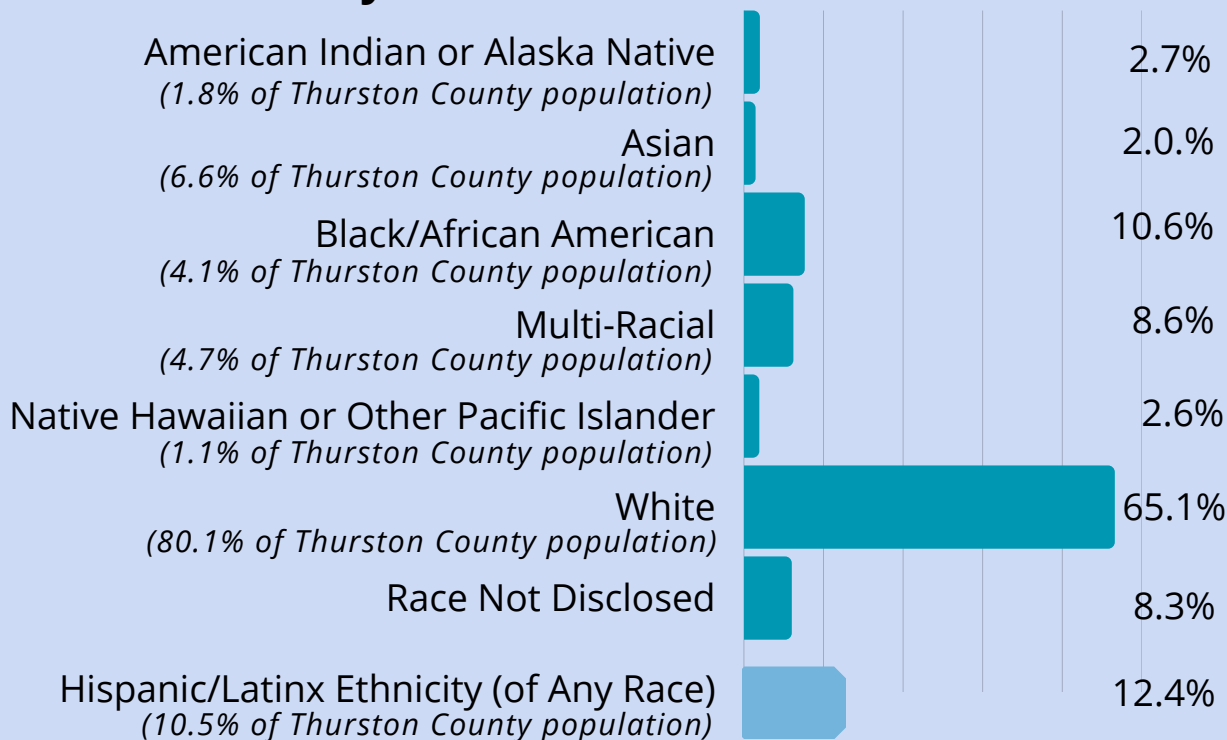 American Indian or Alaska Native 2.7%
(1.8% of Thurston County population)
Asian 2.0.%
(6.6% of Thurston County population)
Black/African American 10.6%
(4.1% of Thurston County population)
Multi-Racial 8.6%
(4.7% of Thurston County population)
Native Hawaiian or Other Pacific Islander 2.6%
(1.1% of Thurston County population)
White 65.1%
(80.1% of Thurston County population)
Race Not Disclosed 8.3%
Hispanic/Latinx Ethnicity (of Any Race) 12.4%
(10.5% of Thurston County population)